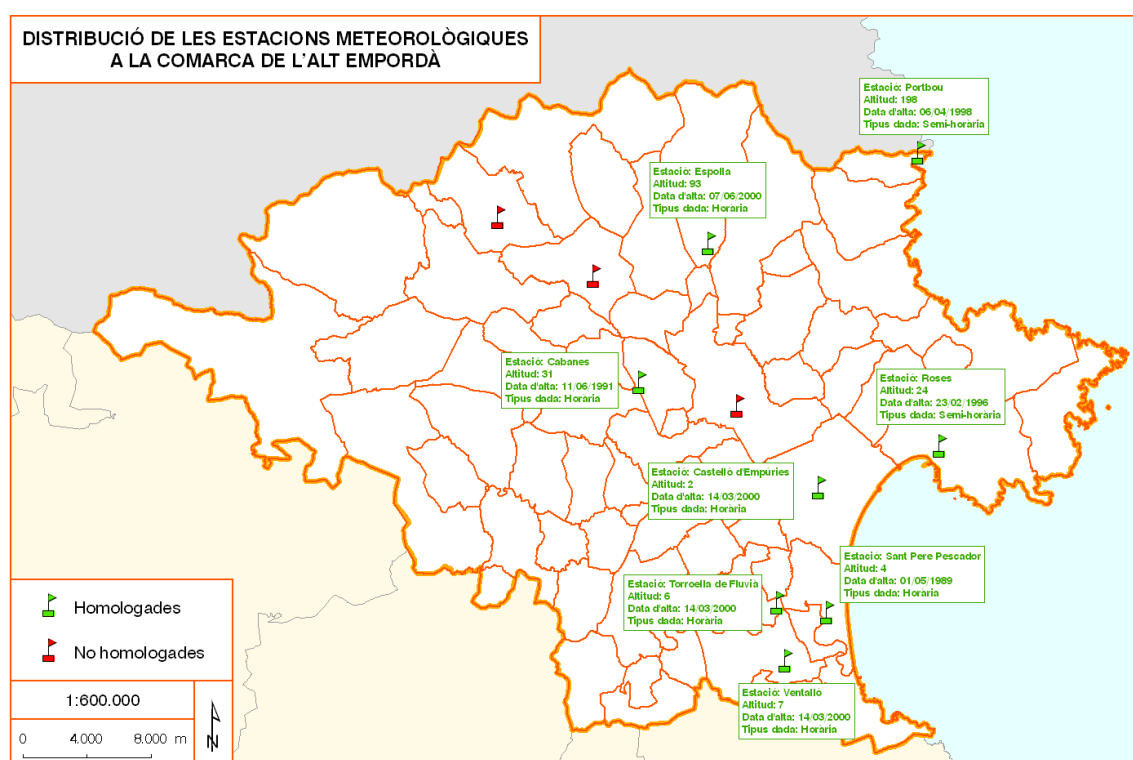 DISTRIBUCIÓ DE LES ESTACIONS METEOROLÒGIQUES
A LA COMARCA DE L'ALT EMPORDÀ
Estació: Portbou
Altitud: 198
Data d'alta: 06/04/1998
Tipus dada: Semi-horària
Estació: Espolla
Altitud: 93
Data d'alta: 07/06/2000
Tipus dada: Horària
Estació: Cabanes
Altitud: 31
Data d'alta: 11/06/1991
Tipus dada: Horària
Estació: Roses
Altitud: 24
Data d'alta: 23/02/1996
Tipus dada: Semi-horària
Estació: Castelló d'Empúries
Altitud: 2
Data d'alta: 14/03/2000
Tipus dada: Horària
Estació: Sant Pere Pescador
Altitud: 4
Data d'alta: 01/05/1989
Tipus dada: Horària
Estació: Torroella de Fluvia
Altitud: 6
Data d'alta: 14/03/2000
Tipus dada: Horària
Estació: Ventalló
Altitud: 7
Data d'alta: 14/03/2000
Tipus dada: Horària
Homologades
No homologades
1:600.000
0 4.000 8.000 m
N